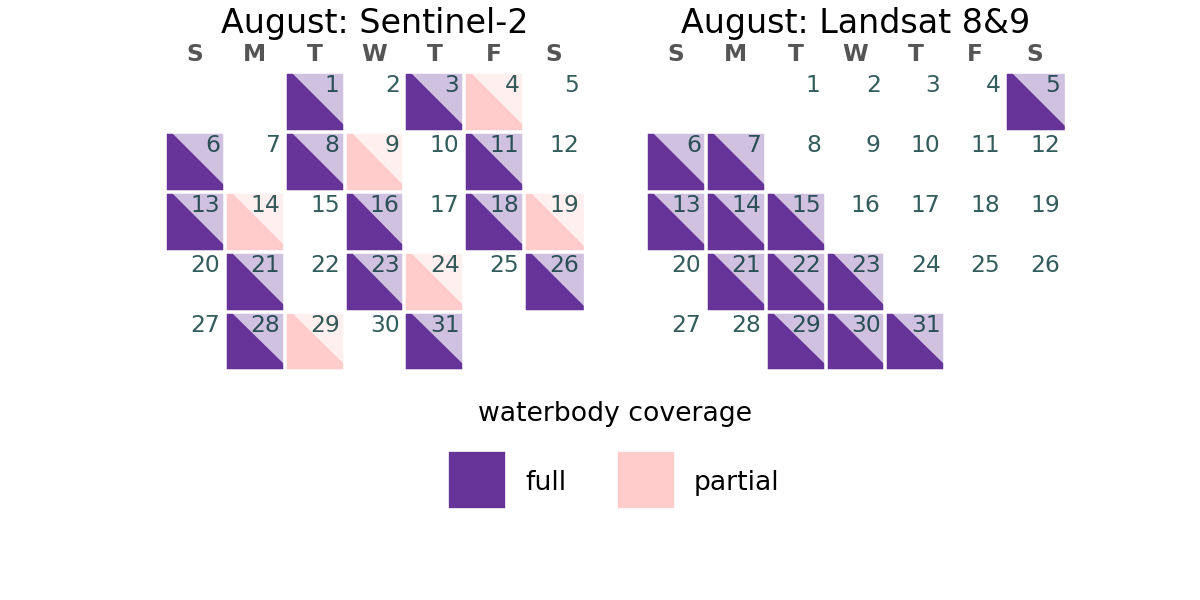 August: Sentinel-2
S M T W T F S
1 2 3 4 5
6 7 8 9 10 11 12
13 14 15 16 17 18 19
20 21 22 23 24 25 26
27 28 29 30 31
August: Landsat 8&9
S M T W T F S
1 2 3 4 5
6 7 8 9 10 11 12
13 14 15 16 17 18 19
20 21 22 23 24 25 26
27 28 29 30 31
waterbody coverage
full partial